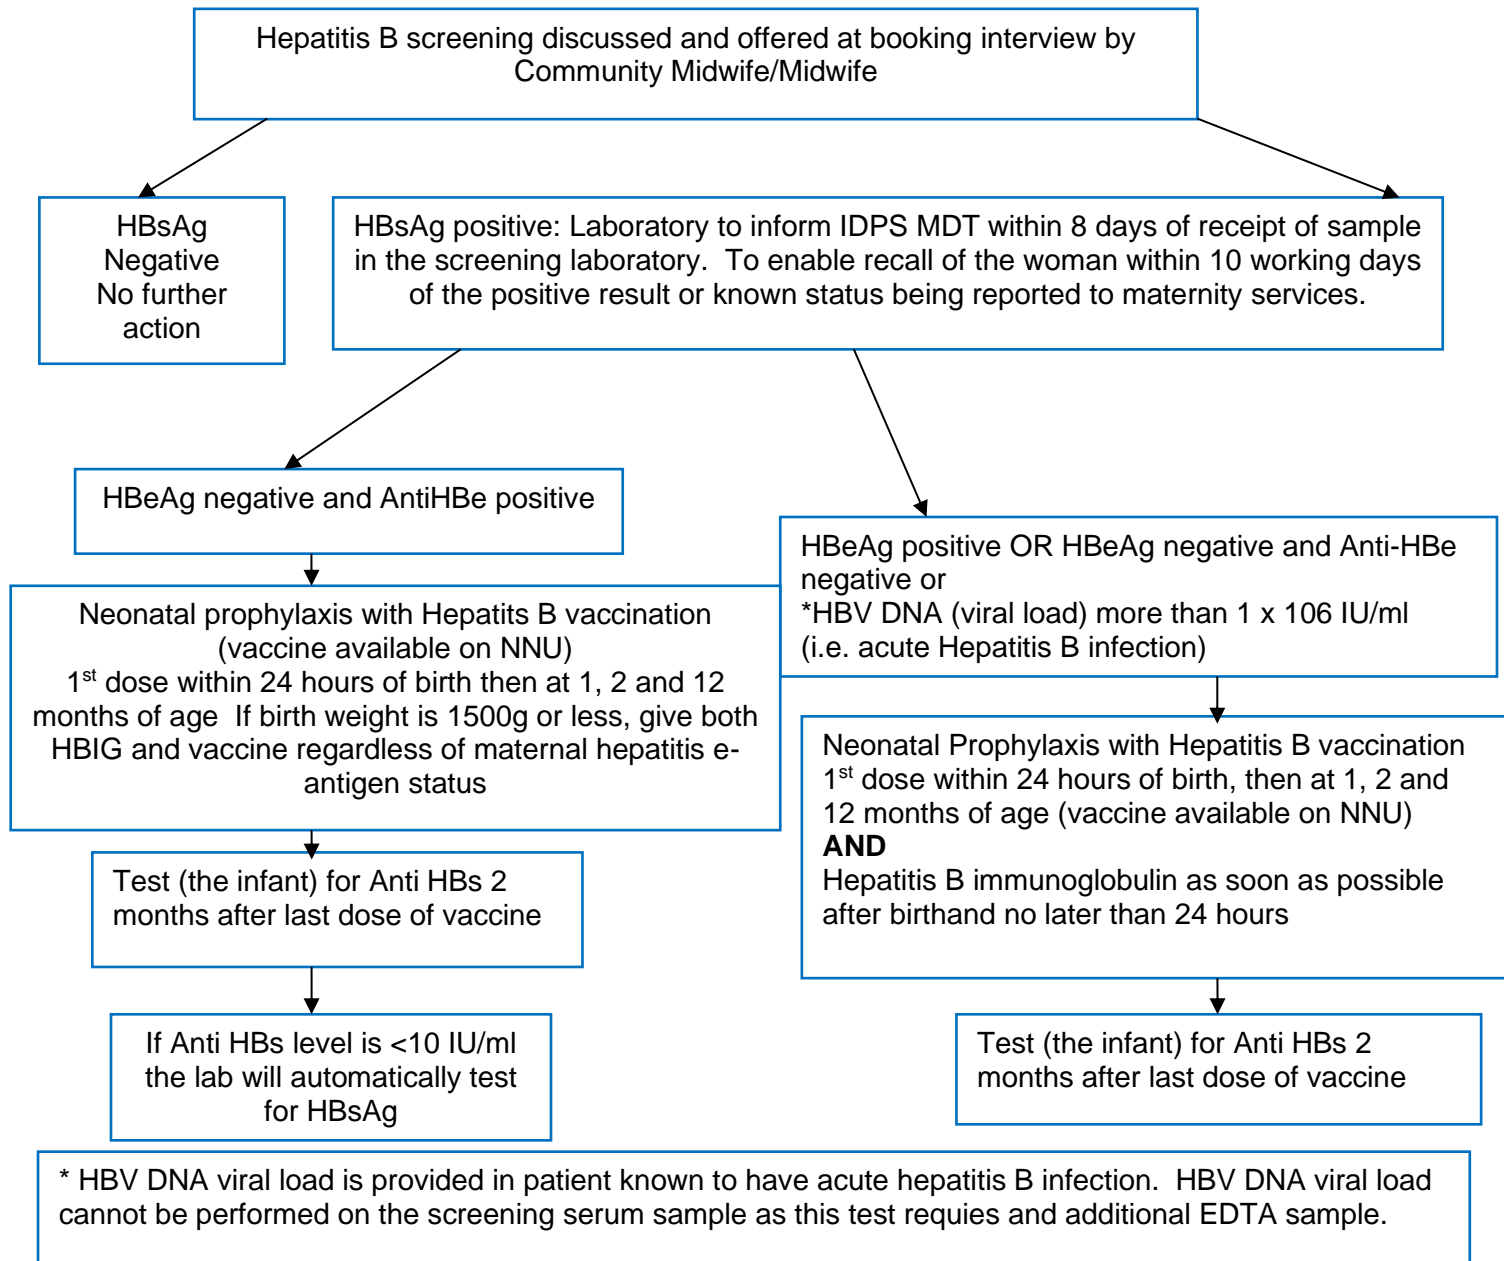 Hepatitis B screening discussed and offered at booking interview by
Community Midwife/Midwife
HBsAg
Negative
No further
action
HBsAg positive: Laboratory to inform IDPS MDT within 8 days of receipt of sample
in the screening laboratory.  To enable recall of the woman within 10 working days
of the positive result or known status being reported to maternity services.
HBeAg negative and AntiHBe positive
HBeAg positive OR HBeAg negative and Anti-HBe
negative or
*HBV DNA (viral load) more than 1 x 106 IU/ml
(i.e. acute Hepatitis B infection)
Neonatal prophylaxis with Hepatits B vaccination
(vaccine available on NNU)
1st dose within 24 hours of birth then at 1, 2 and 12
months of age  If birth weight is 1500g or less, give both
HBIG and vaccine regardless of maternal hepatitis e-
antigen status
Neonatal Prophylaxis with Hepatitis B vaccination
1st dose within 24 hours of birth, then at 1, 2 and
12 months of age (vaccine available on NNU)
AND
Hepatitis B immunoglobulin as soon as possible
after birthand no later than 24 hours
Test (the infant) for Anti HBs 2
months after last dose of vaccine
If Anti HBs level is <10 IU/ml
the lab will automatically test
for HBsAg
Test (the infant) for Anti HBs 2
months after last dose of vaccine
* HBV DNA viral load is provided in patient known to have acute hepatitis B infection.  HBV DNA viral load
cannot be performed on the screening serum sample as this test requies and additional EDTA sample.